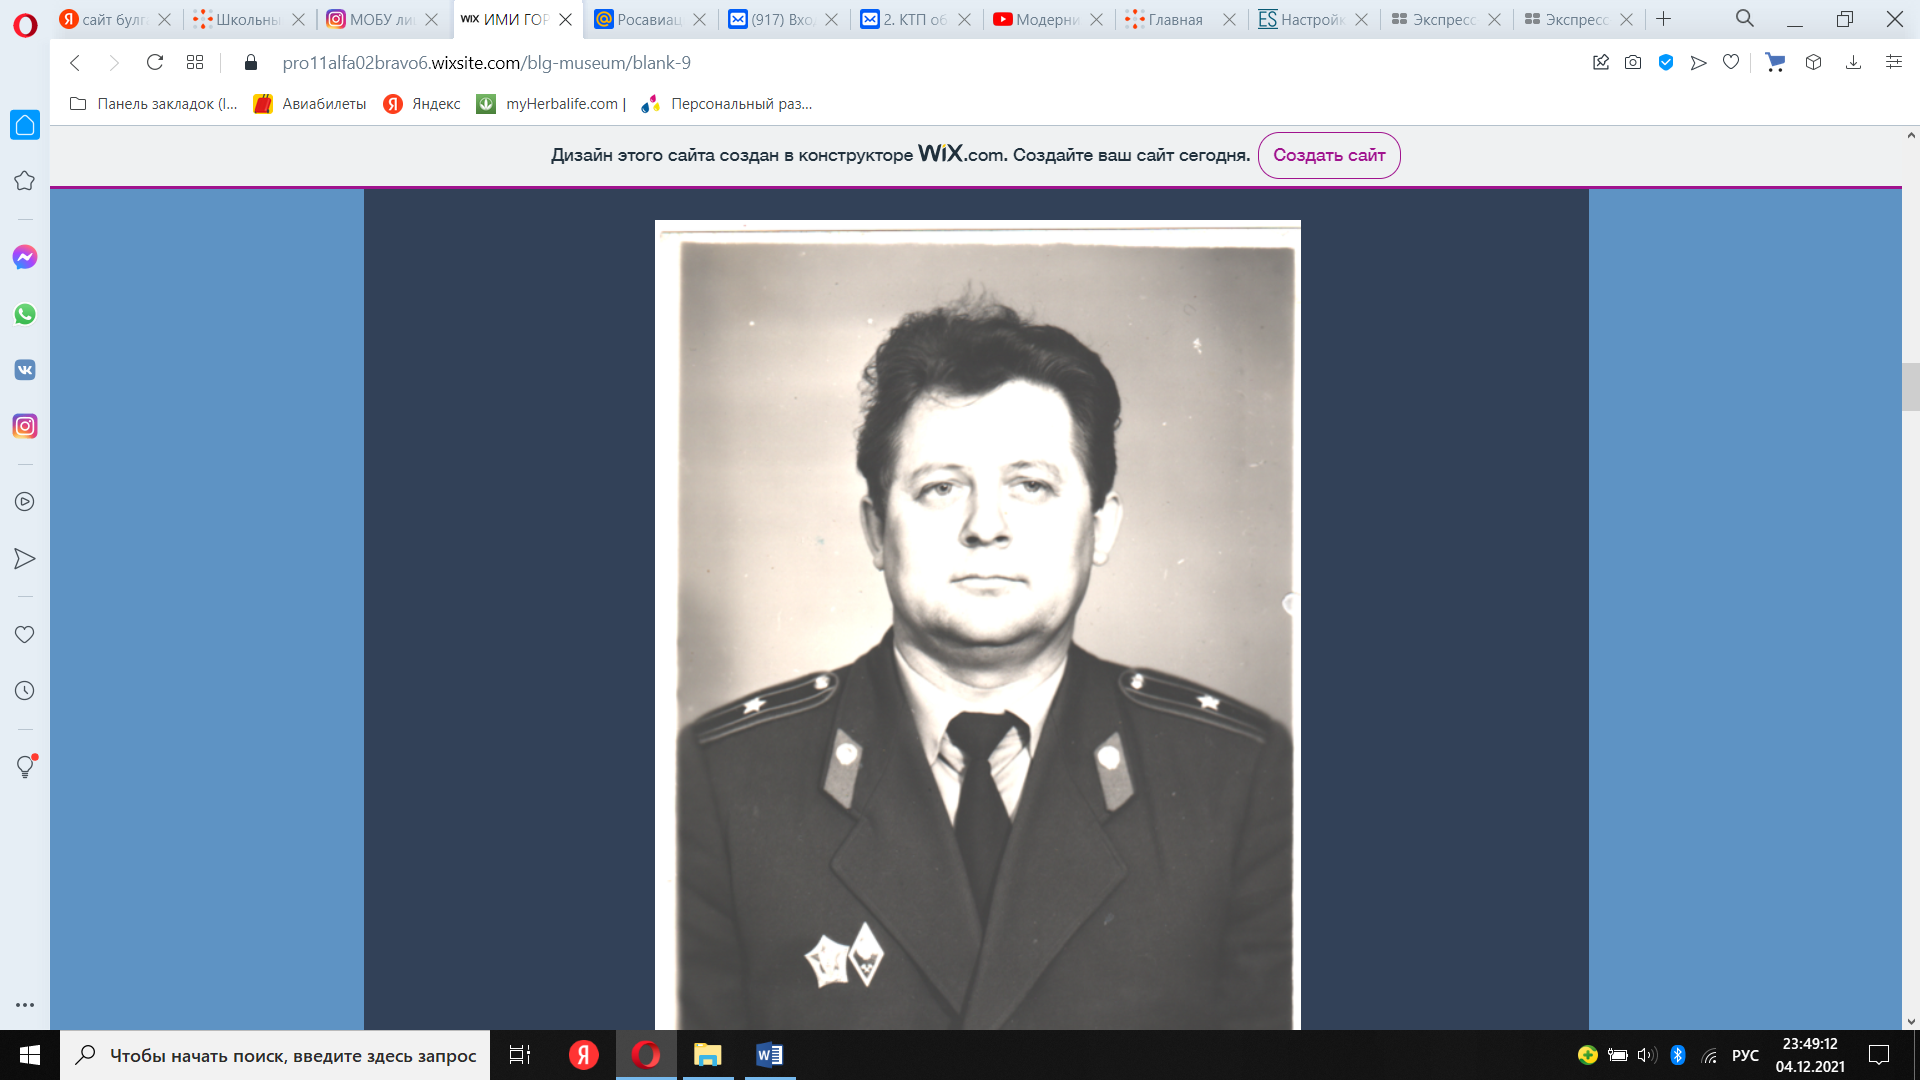 сайт булга
Школьны
МОБУ ли
WiX ИМИ ГОР
Росавиац
(917) Вхо
2. КТП об
Модерни
Главная
ES Настройк
Экспресс
Экспресс
pro11alfa02bravo6.wixsite.com/blg-museum/blank-9
Панель закладок (I...
Авиабилеты
Яндекс
myHerbalife.com |
Персональный раз...
Дизайн этого сайта создан в конструкторе WiX.com. Создайте ваш сайт сегодня.
Создать сайт
Чтобы начать поиск, введите здесь запрос
РУС
23:49:12
04.12.2021